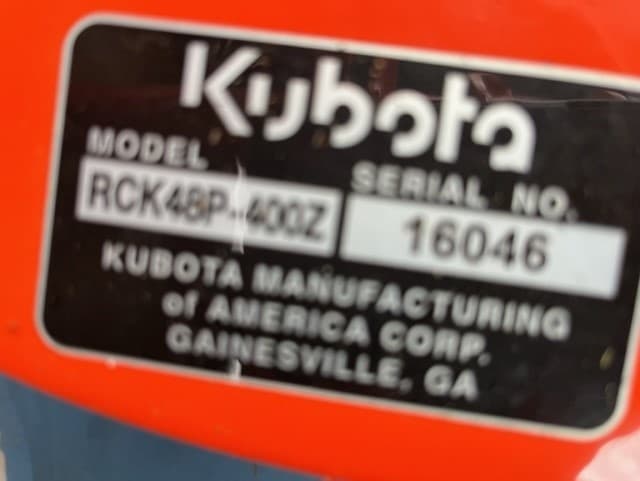 Kubota
MODEL
SERIAL NO.
RCK48P-400Z
16046
KUBOTA MANUFACTURING
of AMERICA CORP.
GAINESVILLE, GA